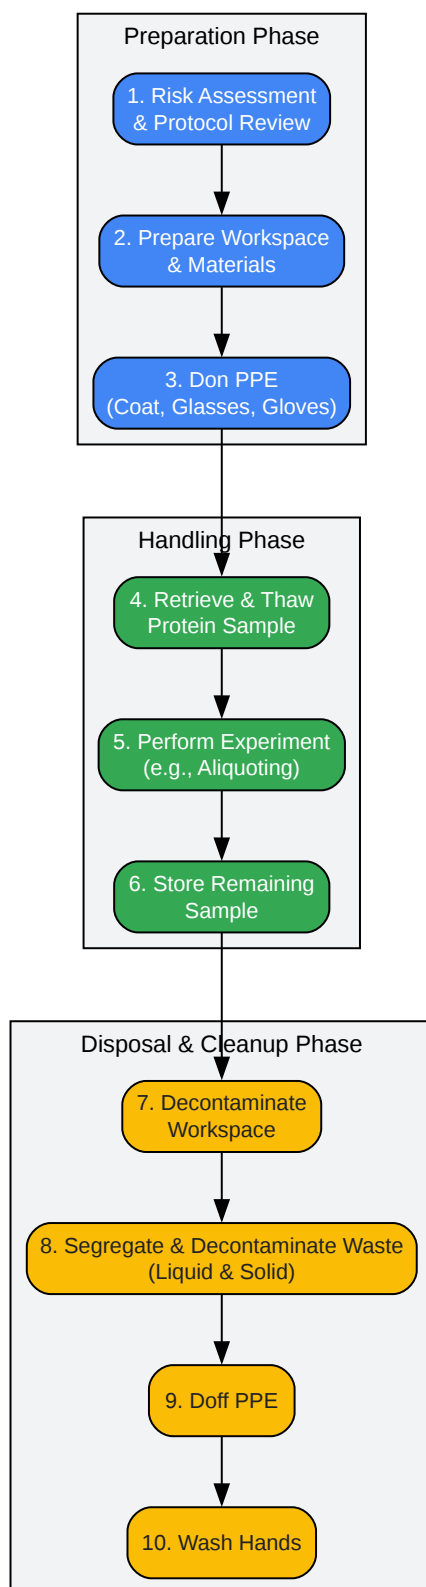 Preparation Phase
1. Risk Assessment
& Protocol Review
2. Prepare Workspace
& Materials
3. Don PPE
(Coat, Glasses, Gloves)
Handling Phase
4. Retrieve & Thaw
Protein Sample
5. Perform Experiment
(e.g., Aliquoting)
6. Store Remaining
Sample
Disposal & Cleanup Phase
7. Decontaminate
Workspace
8. Segregate & Decontaminate Waste
(Liquid & Solid)
9. Doff PPE
10. Wash Hands